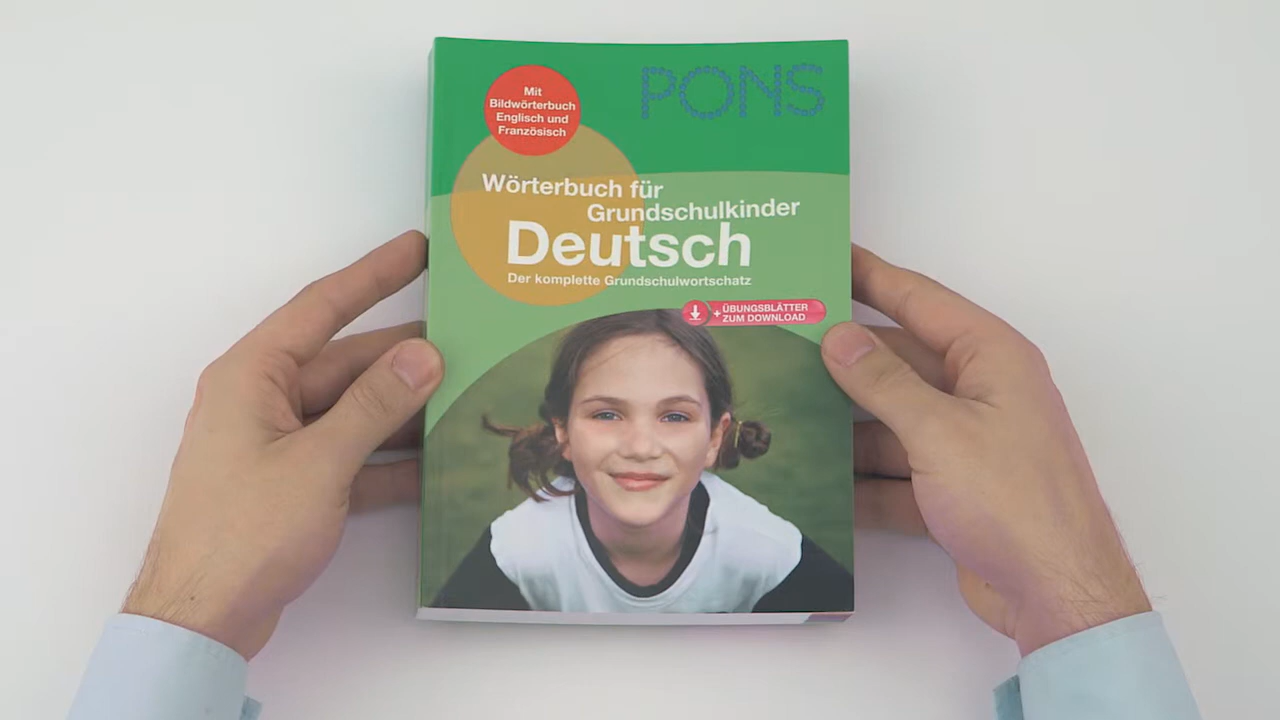 PONS
Mit
Bildwörterbuch
Englisch und
Französisch
Wörterbuch für
Grundschulkinder
Deutsch
Der komplette Grundschulwortschatz
+ ÜBUNGSBLÄTTER
ZUM DOWNLOAD